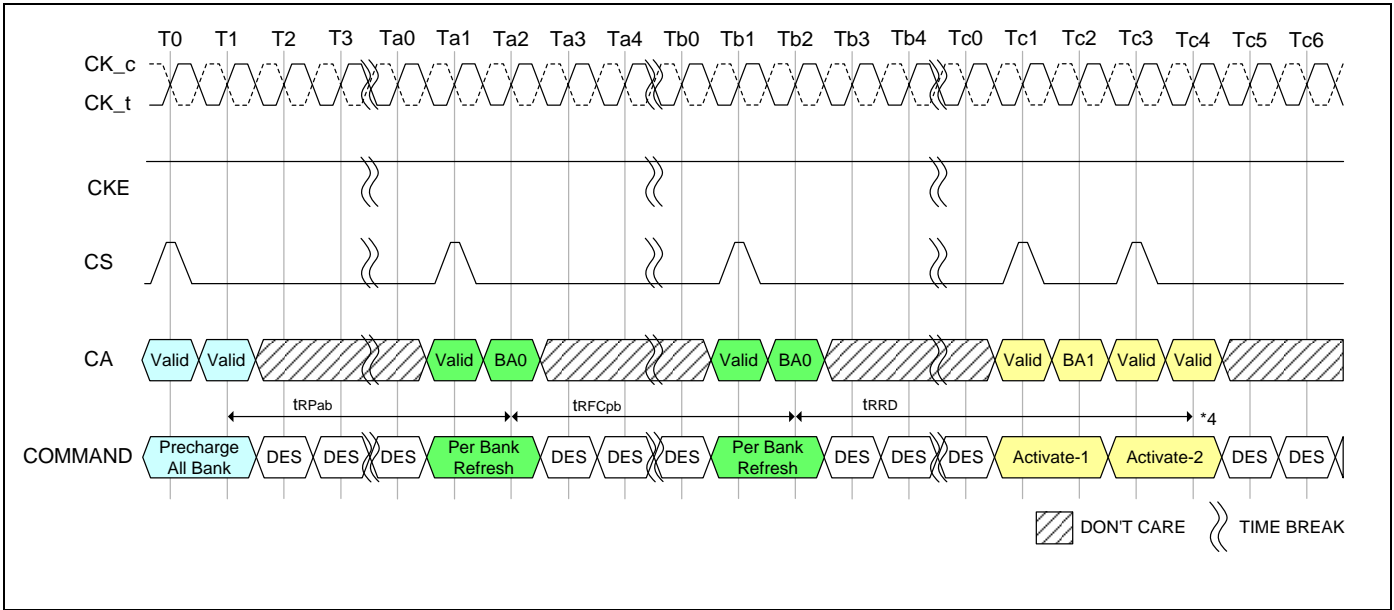 T0 T1 T2 T3 Ta0 Ta1 Ta2 Ta3 Ta4 Tb0 Tb1 Tb2 Tb3 Tb4 Tc0 Tc1 Tc2 Tc3 Tc4 Tc5 Tc6
CK_c
CK_t
CKE
CS
CA Valid Valid Valid BA0 Valid BA0 Valid BA1 Valid Valid
tRPab tRFCpb tRRD *4
COMMAND Precharge All Bank DES DES DES Per Bank Refresh DES DES DES Per Bank Refresh DES DES DES Activate-1 Activate-2 DES DES
DON'T CARE TIME BREAK